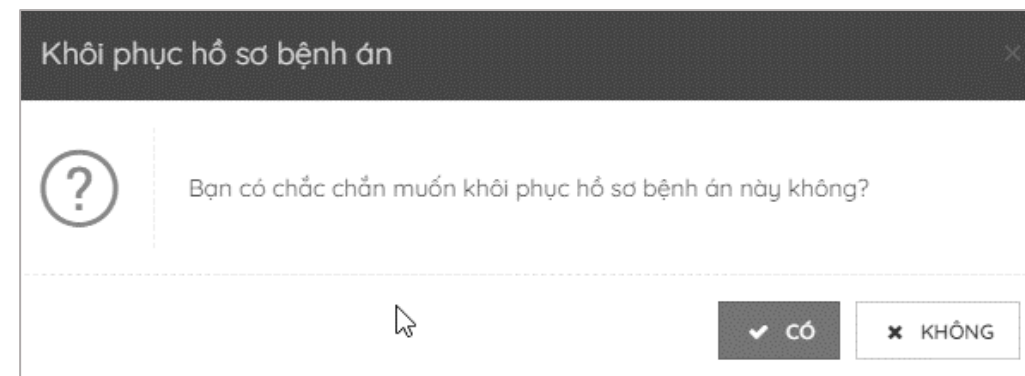 Khôi phục hồ sơ bệnh án
Bạn có chắc chắn muốn khôi phục hồ sơ bệnh án này không?
CÓ
KHÔNG